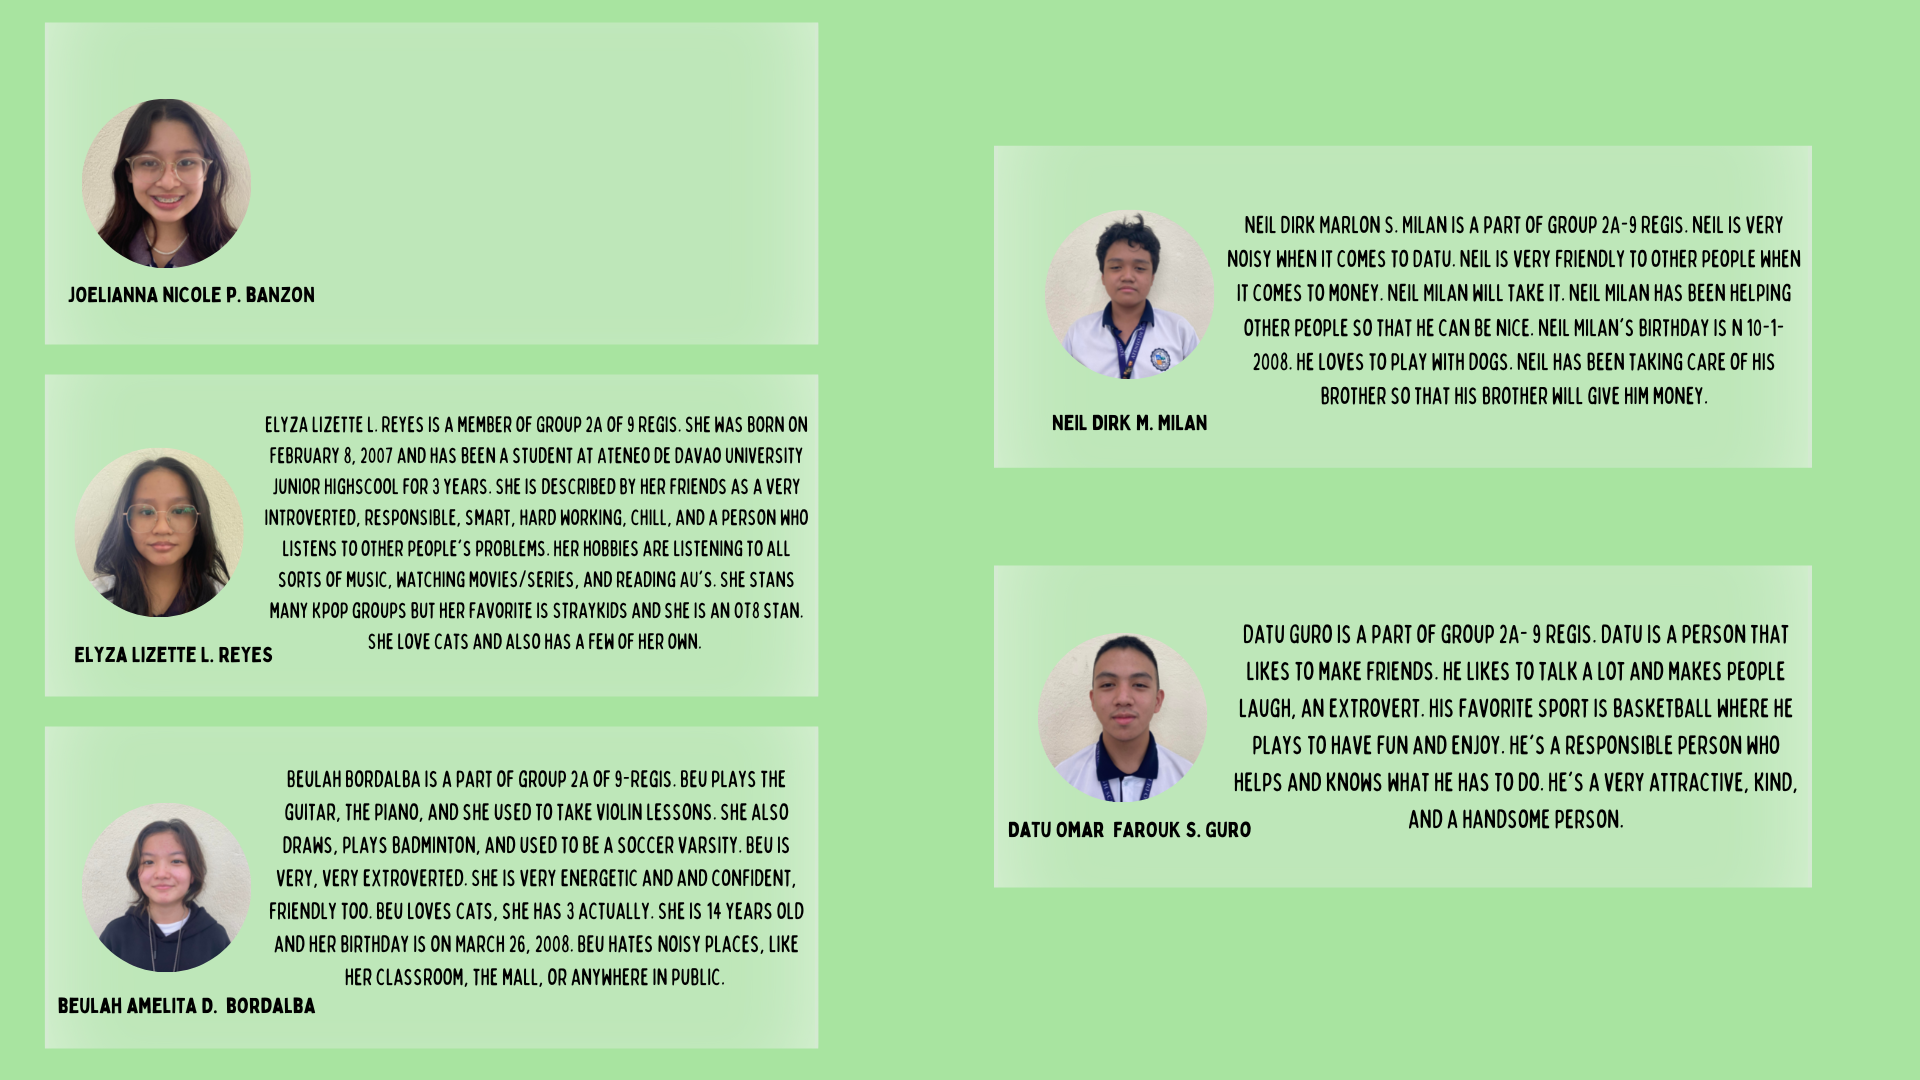 JOELIANNA NICOLE P. BANZON
ELYZA LIZETTE L. REYES IS A MEMBER OF GROUP 2A OF 9 REGIS. SHE WAS BORN ON
FEBRUARY 8, 2007 AND HAS BEEN A STUDENT AT ATENEO DE DAVAO UNIVERSITY
JUNIOR HIGHSCOOL FOR 3 YEARS. SHE IS DESCRIBED BY HER FRIENDS AS A VERY
INTROVERTED, RESPONSIBLE, SMART, HARD WORKING, CHILL, AND A PERSON WHO
LISTENS TO OTHER PEOPLE'S PROBLEMS. HER HOBBIES ARE LISTENING TO ALL
SORTS OF MUSIC, WATCHING MOVIES/SERIES, AND READING AU'S. SHE STANS
MANY KPOP GROUPS BUT HER FAVORITE IS STRAYKIDS AND SHE IS AN OT8 STAN.
SHE LOVE CATS AND ALSO HAS A FEW OF HER OWN.
ELYZA LIZETTE L. REYES
BEULAH BORDALBA IS A PART OF GROUP 2A OF 9-REGIS. BEU PLAYS THE
GUITAR, THE PIANO, AND SHE USED TO TAKE VIOLIN LESSONS. SHE ALSO
DRAWS, PLAYS BADMINTON, AND USED TO BE A SOCCER VARSITY. BEU IS
VERY, VERY EXTROVERTED. SHE IS VERY ENERGETIC AND AND CONFIDENT,
FRIENDLY TOO. BEU LOVES CATS, SHE HAS 3 ACTUALLY. SHE IS 14 YEARS OLD
AND HER BIRTHDAY IS ON MARCH 26, 2008. BEU HATES NOISY PLACES, LIKE
HER CLASSROOM, THE MALL, OR ANYWHERE IN PUBLIC.
BEULAH AMELITA D. BORDALBA
NEIL DIRK MARLON S. MILAN IS A PART OF GROUP 2A-9 REGIS. NEIL IS VERY
NOISY WHEN IT COMES TO DATU. NEIL IS VERY FRIENDLY TO OTHER PEOPLE WHEN
IT COMES TO MONEY. NEIL MILAN WILL TAKE IT. NEIL MILAN HAS BEEN HELPING
OTHER PEOPLE SO THAT HE CAN BE NICE. NEIL MILAN'S BIRTHDAY IS N 10-1-
2008. HE LOVES TO PLAY WITH DOGS. NEIL HAS BEEN TAKING CARE OF HIS
BROTHER SO THAT HIS BROTHER WILL GIVE HIM MONEY.
NEIL DIRK M. MILAN
DATU GURO IS A PART OF GROUP 2A- 9 REGIS. DATU IS A PERSON THAT
LIKES TO MAKE FRIENDS. HE LIKES TO TALK A LOT AND MAKES PEOPLE
LAUGH, AN EXTROVERT. HIS FAVORITE SPORT IS BASKETBALL WHERE HE
PLAYS TO HAVE FUN AND ENJOY. HE'S A RESPONSIBLE PERSON WHO
HELPS AND KNOWS WHAT HE HAS TO DO. HE'S A VERY ATTRACTIVE, KIND,
AND A HANDSOME PERSON.
DATU OMAR FAROUK S. GURO